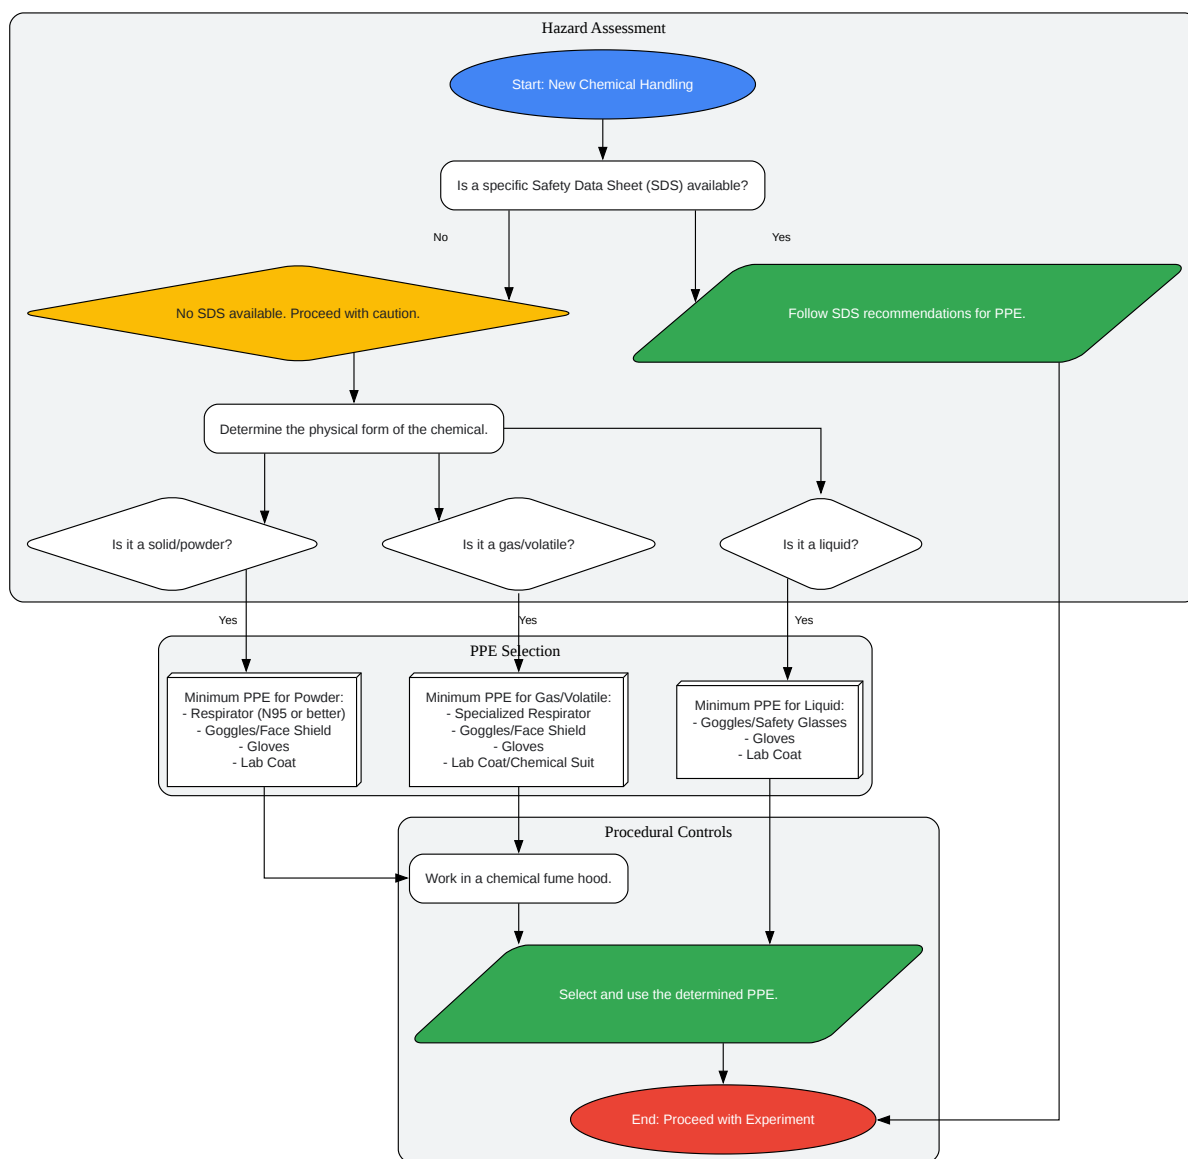 Hazard Assessment
Start: New Chemical Handling
Is a specific Safety Data Sheet (SDS) available?
No
Yes
No SDS available. Proceed with caution.
Follow SDS recommendations for PPE.
Determine the physical form of the chemical.
Is it a solid/powder?
Is it a gas/volatile?
Is it a liquid?
Yes
Yes
Yes
PPE Selection
Minimum PPE for Powder:
- Respirator (N95 or better)
- Goggles/Face Shield
- Gloves
- Lab Coat
Minimum PPE for Gas/Volatile:
- Specialized Respirator
- Goggles/Face Shield
- Gloves
- Lab Coat/Chemical Suit
Minimum PPE for Liquid:
- Goggles/Safety Glasses
- Gloves
- Lab Coat
Procedural Controls
Work in a chemical fume hood.
Select and use the determined PPE.
End: Proceed with Experiment